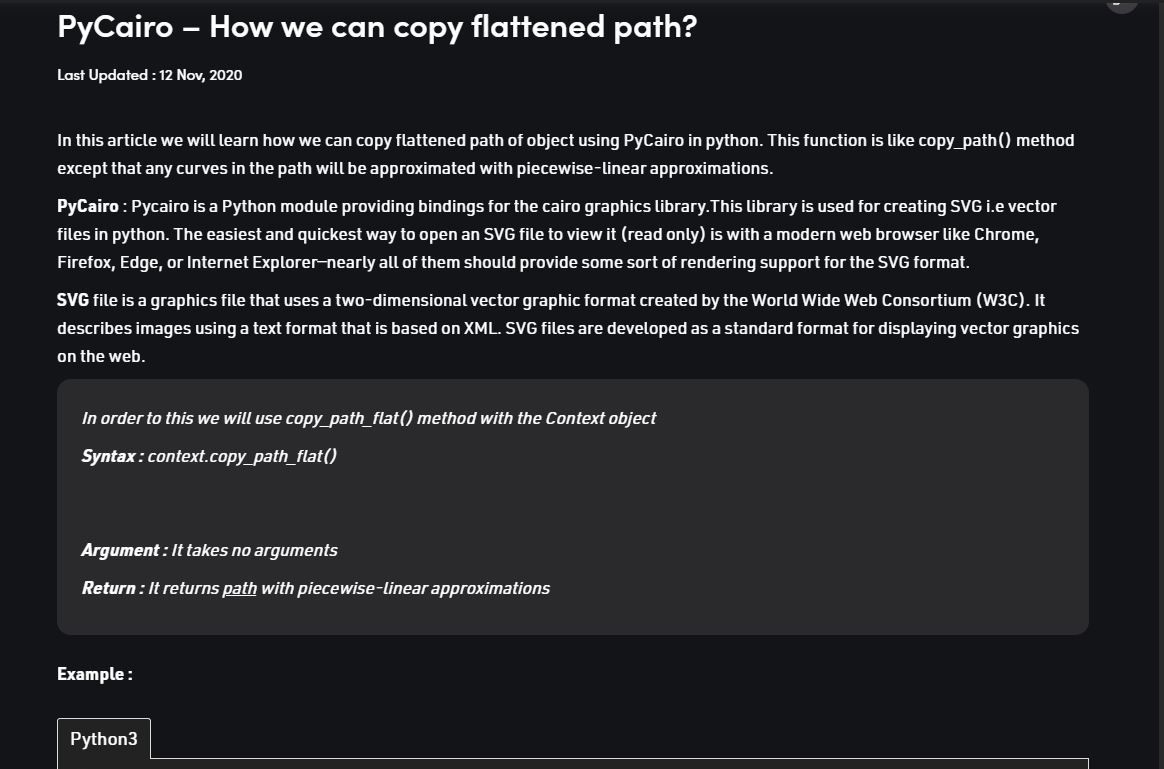 PyCairo – How we can copy flattened path?
Last Updated : 12 Nov, 2020
In this article we will learn how we can copy flattened path of object using PyCairo in python. This function is like copy_path() method
except that any curves in the path will be approximated with piecewise-linear approximations.
PyCairo : Pycairo is a Python module providing bindings for the cairo graphics library.This library is used for creating SVG i.e vector
files in python. The easiest and quickest way to open an SVG file to view it (read only) is with a modern web browser like Chrome,
Firefox, Edge, or Internet Explorer—nearly all of them should provide some sort of rendering support for the SVG format.
SVG file is a graphics file that uses a two-dimensional vector graphic format created by the World Wide Web Consortium (W3C). It
describes images using a text format that is based on XML. SVG files are developed as a standard format for displaying vector graphics
on the web.
In order to this we will use copy_path_flat() method with the Context object
Syntax : context.copy_path_flat()
Argument : It takes no arguments
Return : It returns path with piecewise-linear approximations
Example :
Python3